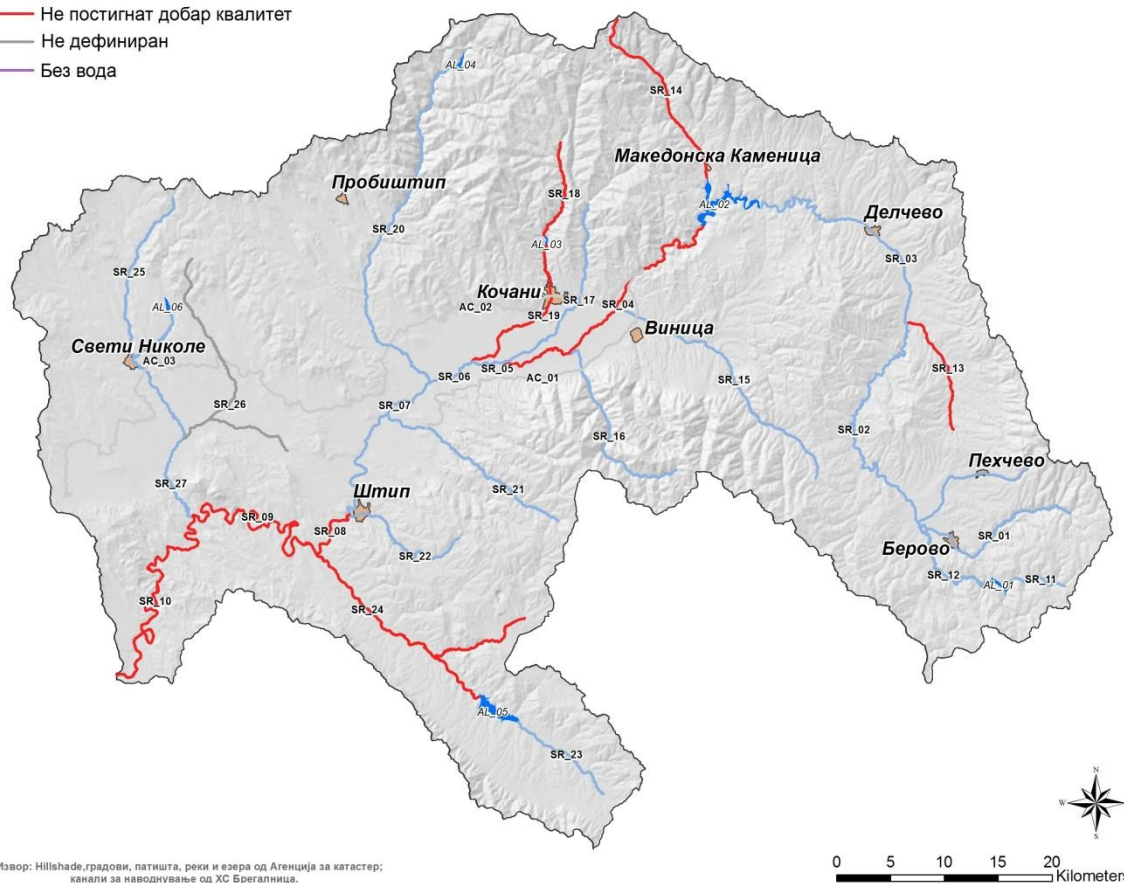 Не постигнат добар квалитет
Не дефиниран
Без вода
AL_04
SR_14
Македонска Каменица
Пробиштип
SR_18
AL_02
SR_20
Делчево
AL_03
SR_03
SR_25
Кочани
SR_17
AC_02
SR_04
AL_06
SR_19
Виница
Свети Николе
AC_03
SR_05
SR_13
SR_06
AC_01
SR_15
SR_26
SR_07
SR_02
SR_16
Пехчево
SR_27
Штип
SR_21
SR_09
SR_08
SR_01
Берово
SR_22
SR_12
SR_11
AL_01
SR_10
SR_24
AL_05
SR_23
N
W
S
Извор: Hillshade,градови, патишта, реки и езера од Агенција за катастер;
канали за наводнување од ХС Брегалница.
0 5 10 15 20
Kilometers